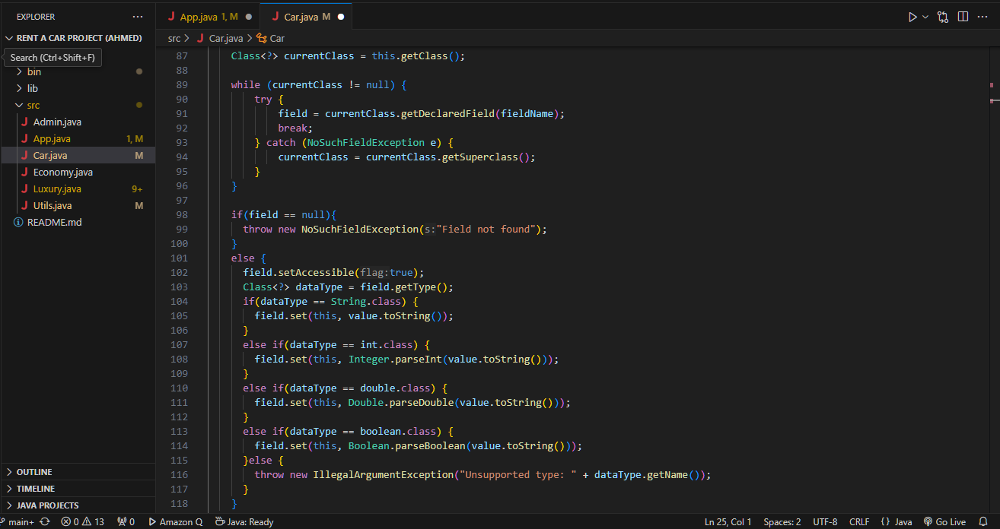 EXPLORER
RENT A CAR PROJECT (AHMED)
Search (Ctrl+Shift+F)
bin
lib
src
Admin.java
App.java 1, M
Car.java M
Economy.java
Luxury.java 9+
Utils.java M
README.md
OUTLINE
TIMELINE
JAVA PROJECTS
App.java 1, M
Car.java M
src > Car.java > Car
87 Class<?> currentClass = this.getClass();
88
89 while (currentClass != null) {
90 try {
91 field = currentClass.getDeclaredField(fieldName);
92 break;
93 } catch (NoSuchFieldException e) {
94 currentClass = currentClass.getSuperclass();
95 }
96 }
97
98 if(field == null){
99 throw new NoSuchFieldException(s:"Field not found");
100 }
101 else {
102 field.setAccessible(flag:true);
103 Class<?> dataType = field.getType();
104 if(dataType == String.class) {
105 field.set(this, value.toString());
106 }
107 else if(dataType == int.class) {
108 field.set(this, Integer.parseInt(value.toString()));
109 }
110 else if(dataType == double.class) {
111 field.set(this, Double.parseDouble(value.toString()));
112 }
113 else if(dataType == boolean.class) {
114 field.set(this, Boolean.parseBoolean(value.toString()));
115 }else {
116 throw new IllegalArgumentException("Unsupported type: " + dataType.getName());
117 }
118 }
main+ 0 13 0 Amazon Q Java: Ready Ln 25, Col 1 Spaces: 2 UTF-8 CRLF {} Java Go Live